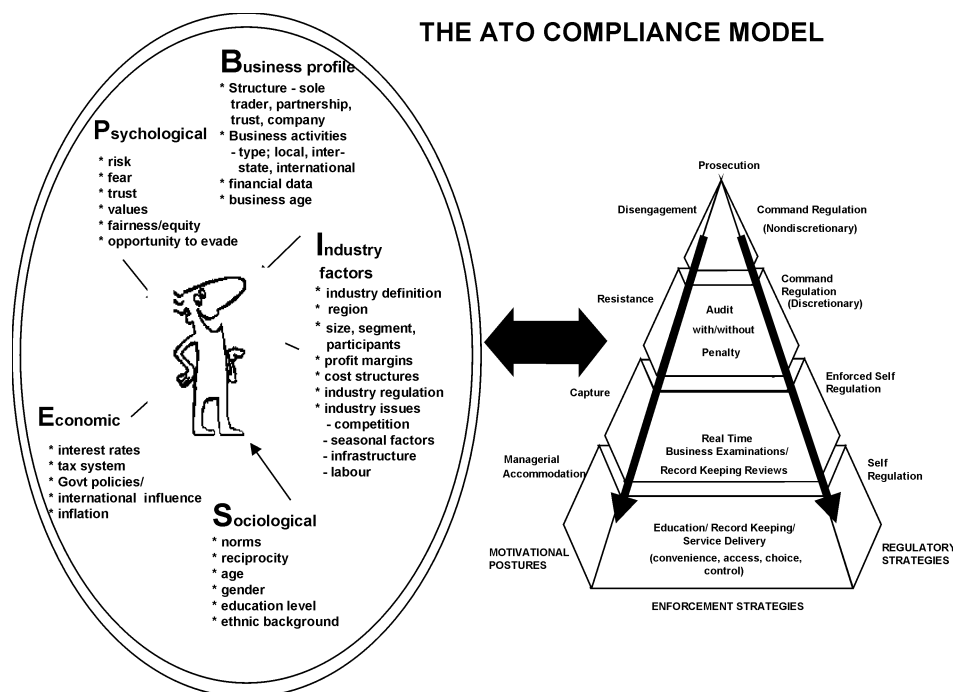 THE ATO COMPLIANCE MODEL
Business profile
* Structure - sole
trader, partnership,
trust, company
* Business activities
- type; local, inter-
state, international
* financial data
* business age
Psychological
* risk
* fear
* trust
* values
* fairness/equity
* opportunity to evade
Industry
factors
* industry definition
* region
* size, segment,
participants
* profit margins
* cost structures
* industry regulation
* industry issues
- competition
- seasonal factors
- infrastructure
- labour
Economic
* interest rates
* tax system
* Govt policies/
* international influence
* inflation
Sociological
* norms
* reciprocity
* age
* gender
* education level
* ethnic background
Prosecution
Disengagement
Command Regulation
(Nondiscretionary)
Resistance
Command
Regulation
(Discretionary)
Audit
with/without
Penalty
Capture
Enforced Self
Regulation
Managerial
Accommodation
Real Time
Business Examinations/
Record Keeping Reviews
Self
Regulation
MOTIVATIONAL
POSTURES
Education/ Record Keeping/
Service Delivery
(convenience, access, choice,
control)
REGULATORY
STRATEGIES
ENFORCEMENT STRATEGIES